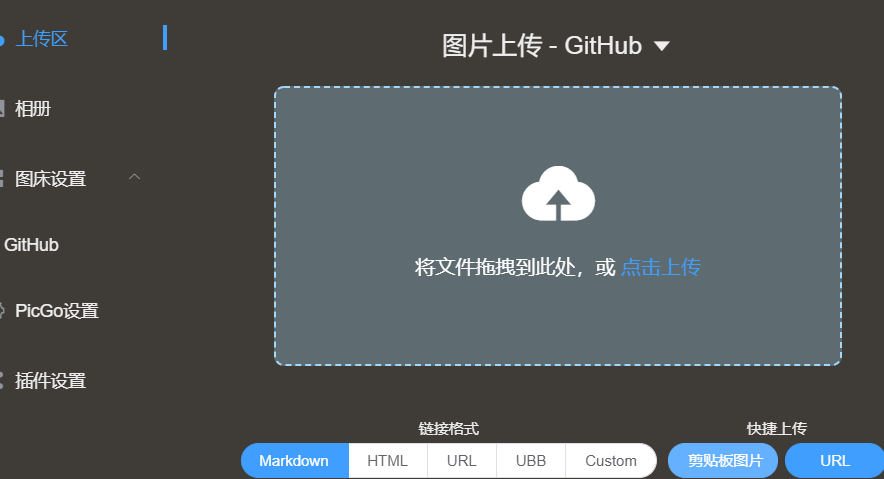 上传区
相册
图床设置
GitHub
PicGo设置
插件设置
图片上传 - GitHub
将文件拖拽到此处，或 点击上传
链接格式
Markdown HTML URL UBB Custom
快捷上传
剪贴板图片 URL